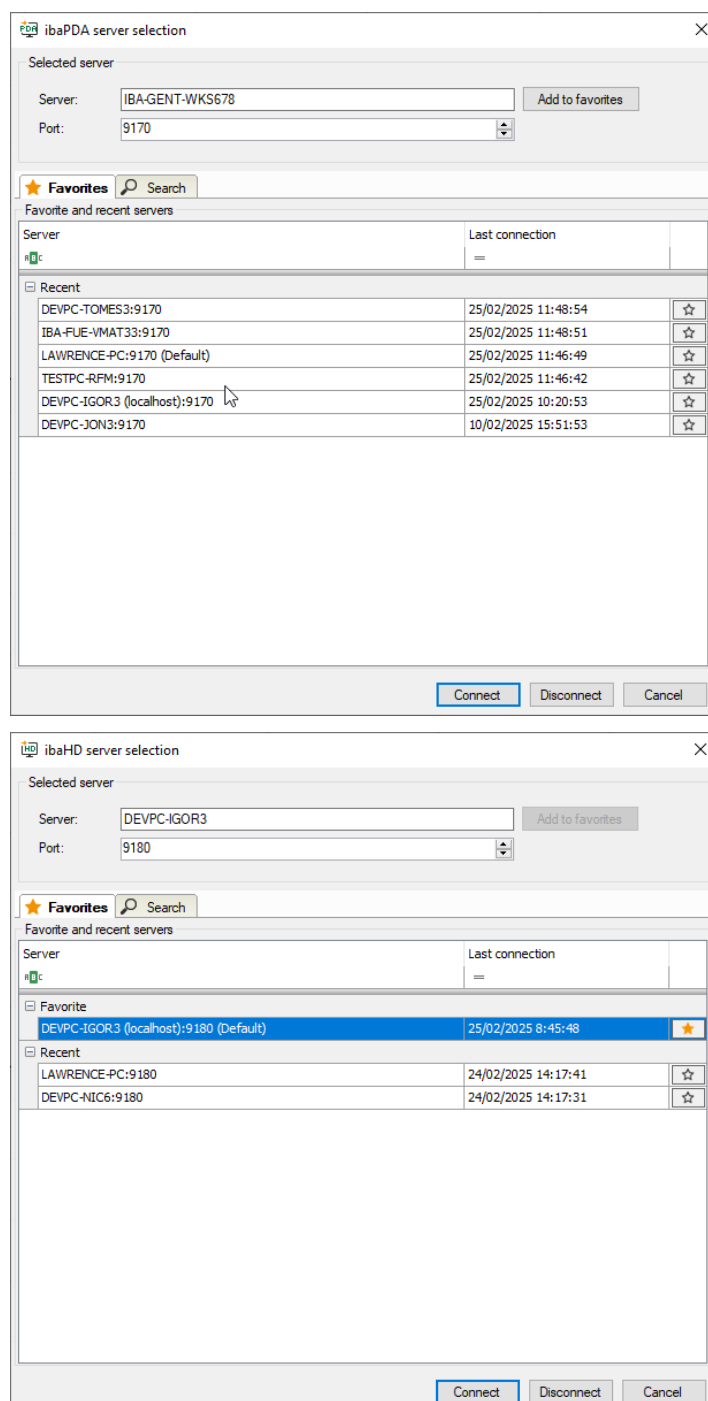 ibaPDA server selection
Selected server
Server: IBA-GENT-WKS678 Add to favorites
Port: 9170
Favorites Search
Favorite and recent servers
Server Last connection
ABC =
Recent
DEVPC-TOMES3:9170 25/02/2025 11:48:54
IBA-FUE-VMAT33:9170 25/02/2025 11:48:51
LAWRENCE-PC:9170 (Default) 25/02/2025 11:46:49
TESTPC-RFM:9170 25/02/2025 11:46:42
DEVPC-IGOR3 (localhost):9170 25/02/2025 10:20:53
DEVPC-JON3:9170 10/02/2025 15:51:53
Connect Disconnect Cancel
ibaHD server selection
Selected server
Server: DEVPC-IGOR3 Add to favorites
Port: 9180
Favorites Search
Favorite and recent servers
Server Last connection
ABC =
Favorite
DEVPC-IGOR3 (localhost):9180 (Default) 25/02/2025 8:45:48
Recent
LAWRENCE-PC:9180 24/02/2025 14:17:41
DEVPC-NIC6:9180 24/02/2025 14:17:31
Connect Disconnect Cancel